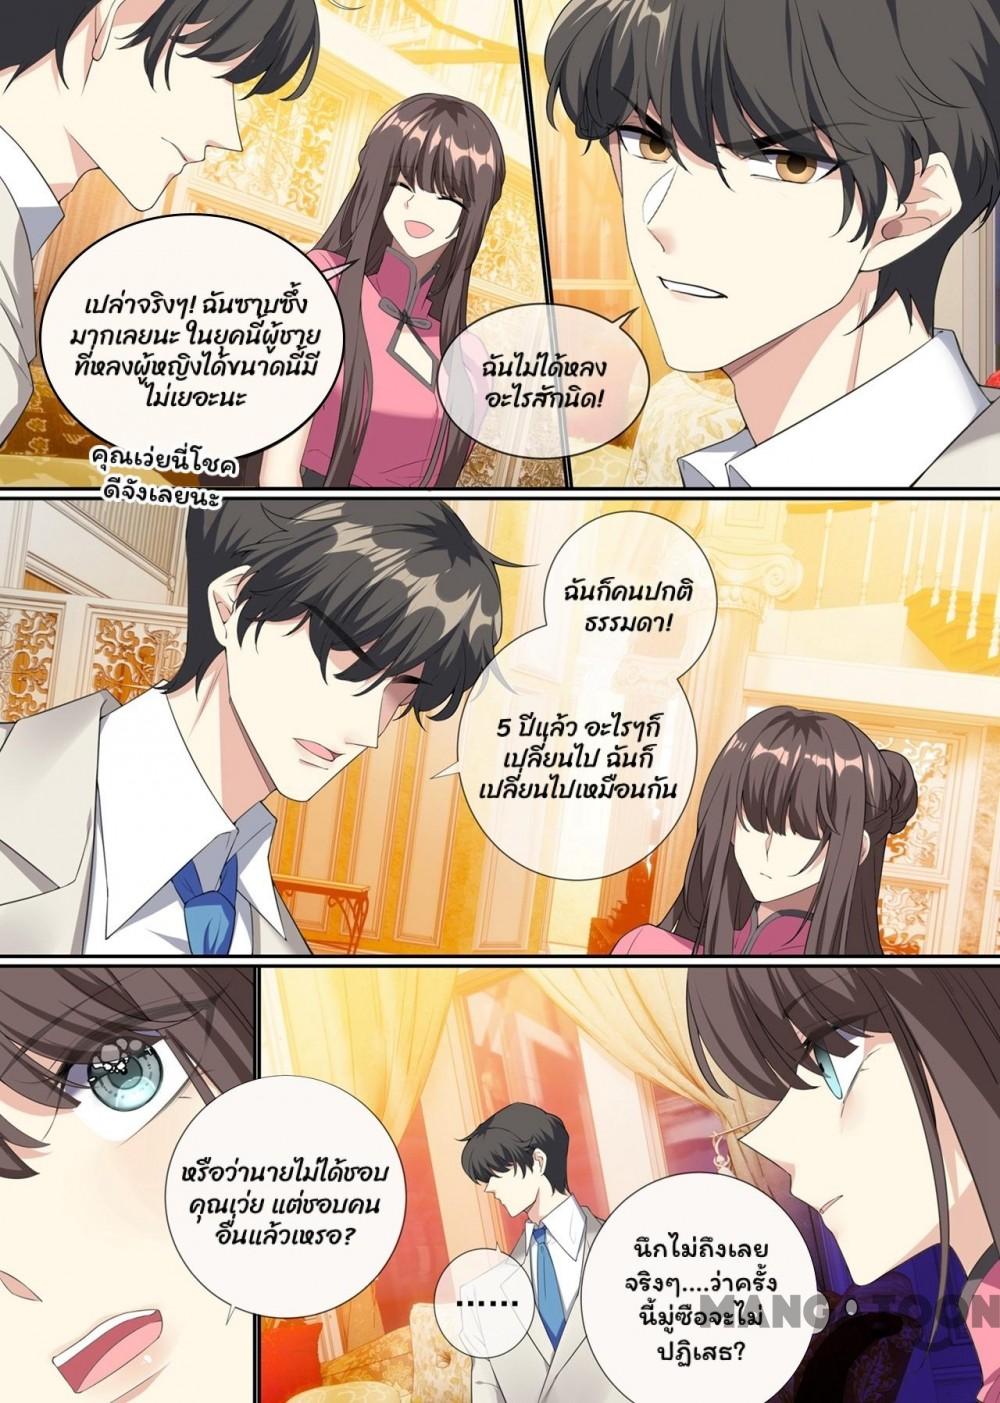 เปล่าจริงๆ! ฉันซาบซึ้ง
มากเลยนะ ในยุคนี้ผู้ชาย
ที่หลงผู้หญิงได้ขนาดนี้มี
ไม่เยอะนะ
คุณเว่ยนี่โชค
ดีจังเลยนะ
ฉันไม่ได้หลง
อะไรสักนิด!
ฉันก็คนปกติ
ธรรมดา!
5 ปีแล้ว อะไรๆก็
เปลี่ยนไป ฉันก็
เปลี่ยนไปเหมือนกัน
หรือว่านายไม่ได้ชอบ
คุณเว่ย แต่ชอบคน
อื่นแล้วเหรอ?
......
นึกไม่ถึงเลย
จริงๆ....ว่าครั้ง
นี้มู่ซือจะไม่
ปฏิเสธ?
MANGATOON